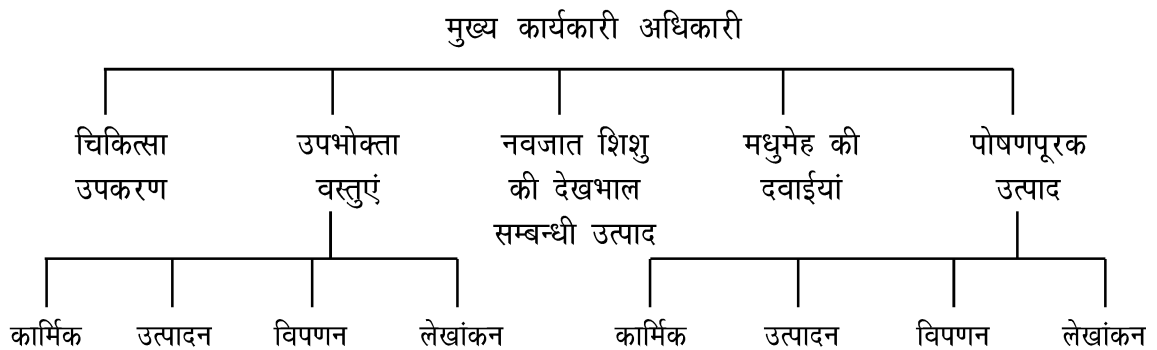 मुख्य कार्यकारी अधिकारी
चिकित्सा उपभोक्ता नवजात शिशु मधुमेह की पोषणपूरक
उपकरण वस्तुएं की देखभाल दवाईयां उत्पाद
सम्बन्धी उत्पाद
कार्मिक उत्पादन विपणन लेखांकन कार्मिक उत्पादन विपणन लेखांकन